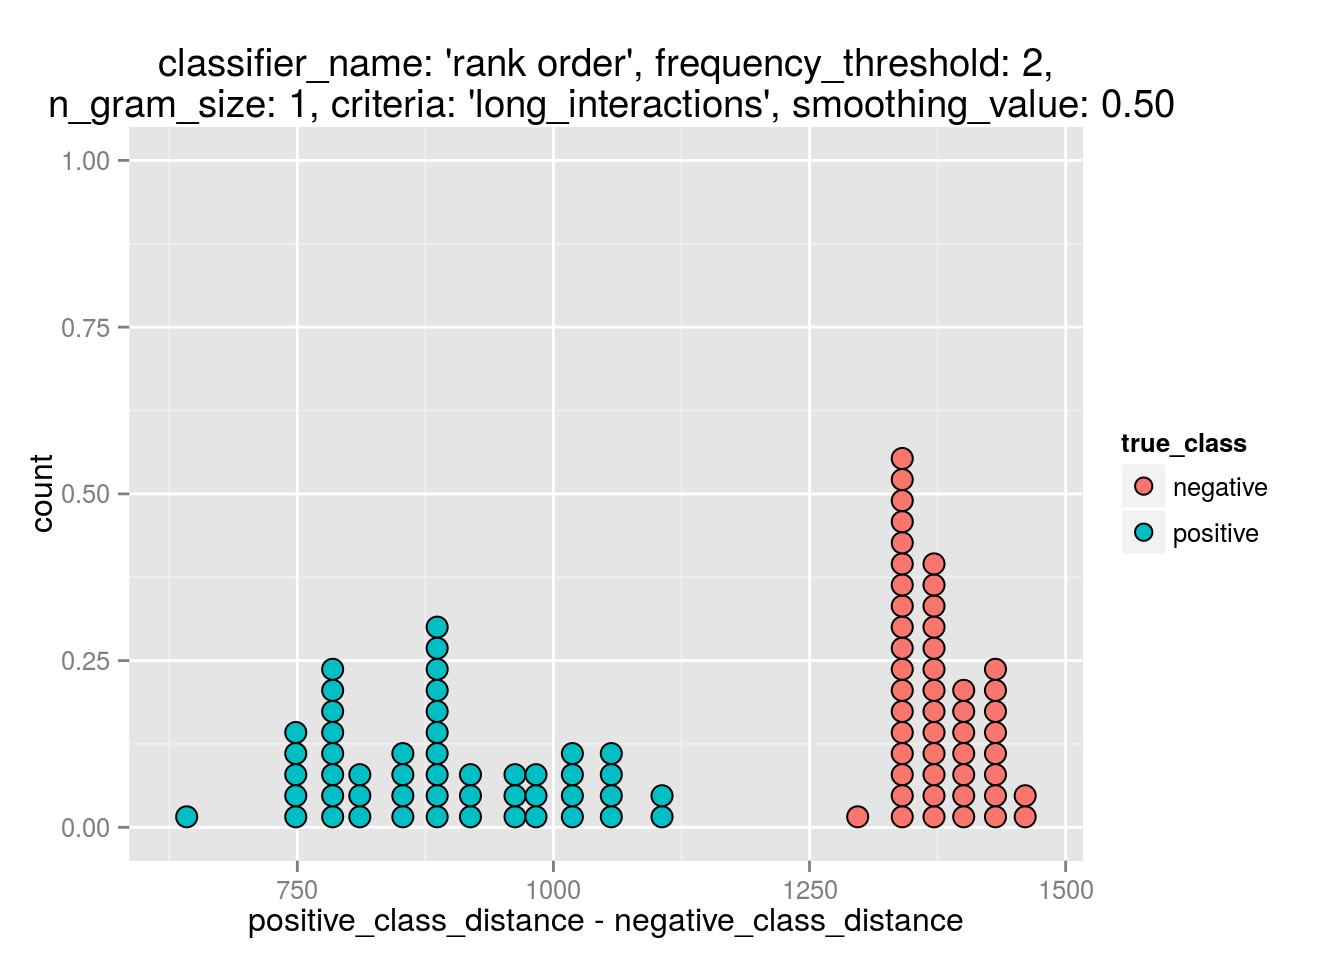 classifier_name: 'rank order', frequency_threshold: 2,
n_gram_size: 1, criteria: 'long_interactions', smoothing_value: 0.50
1.00
0.75
0.50
0.25
0.00
count
750
1000
1250
1500
positive_class_distance - negative_class_distance
true_class
negative
positive